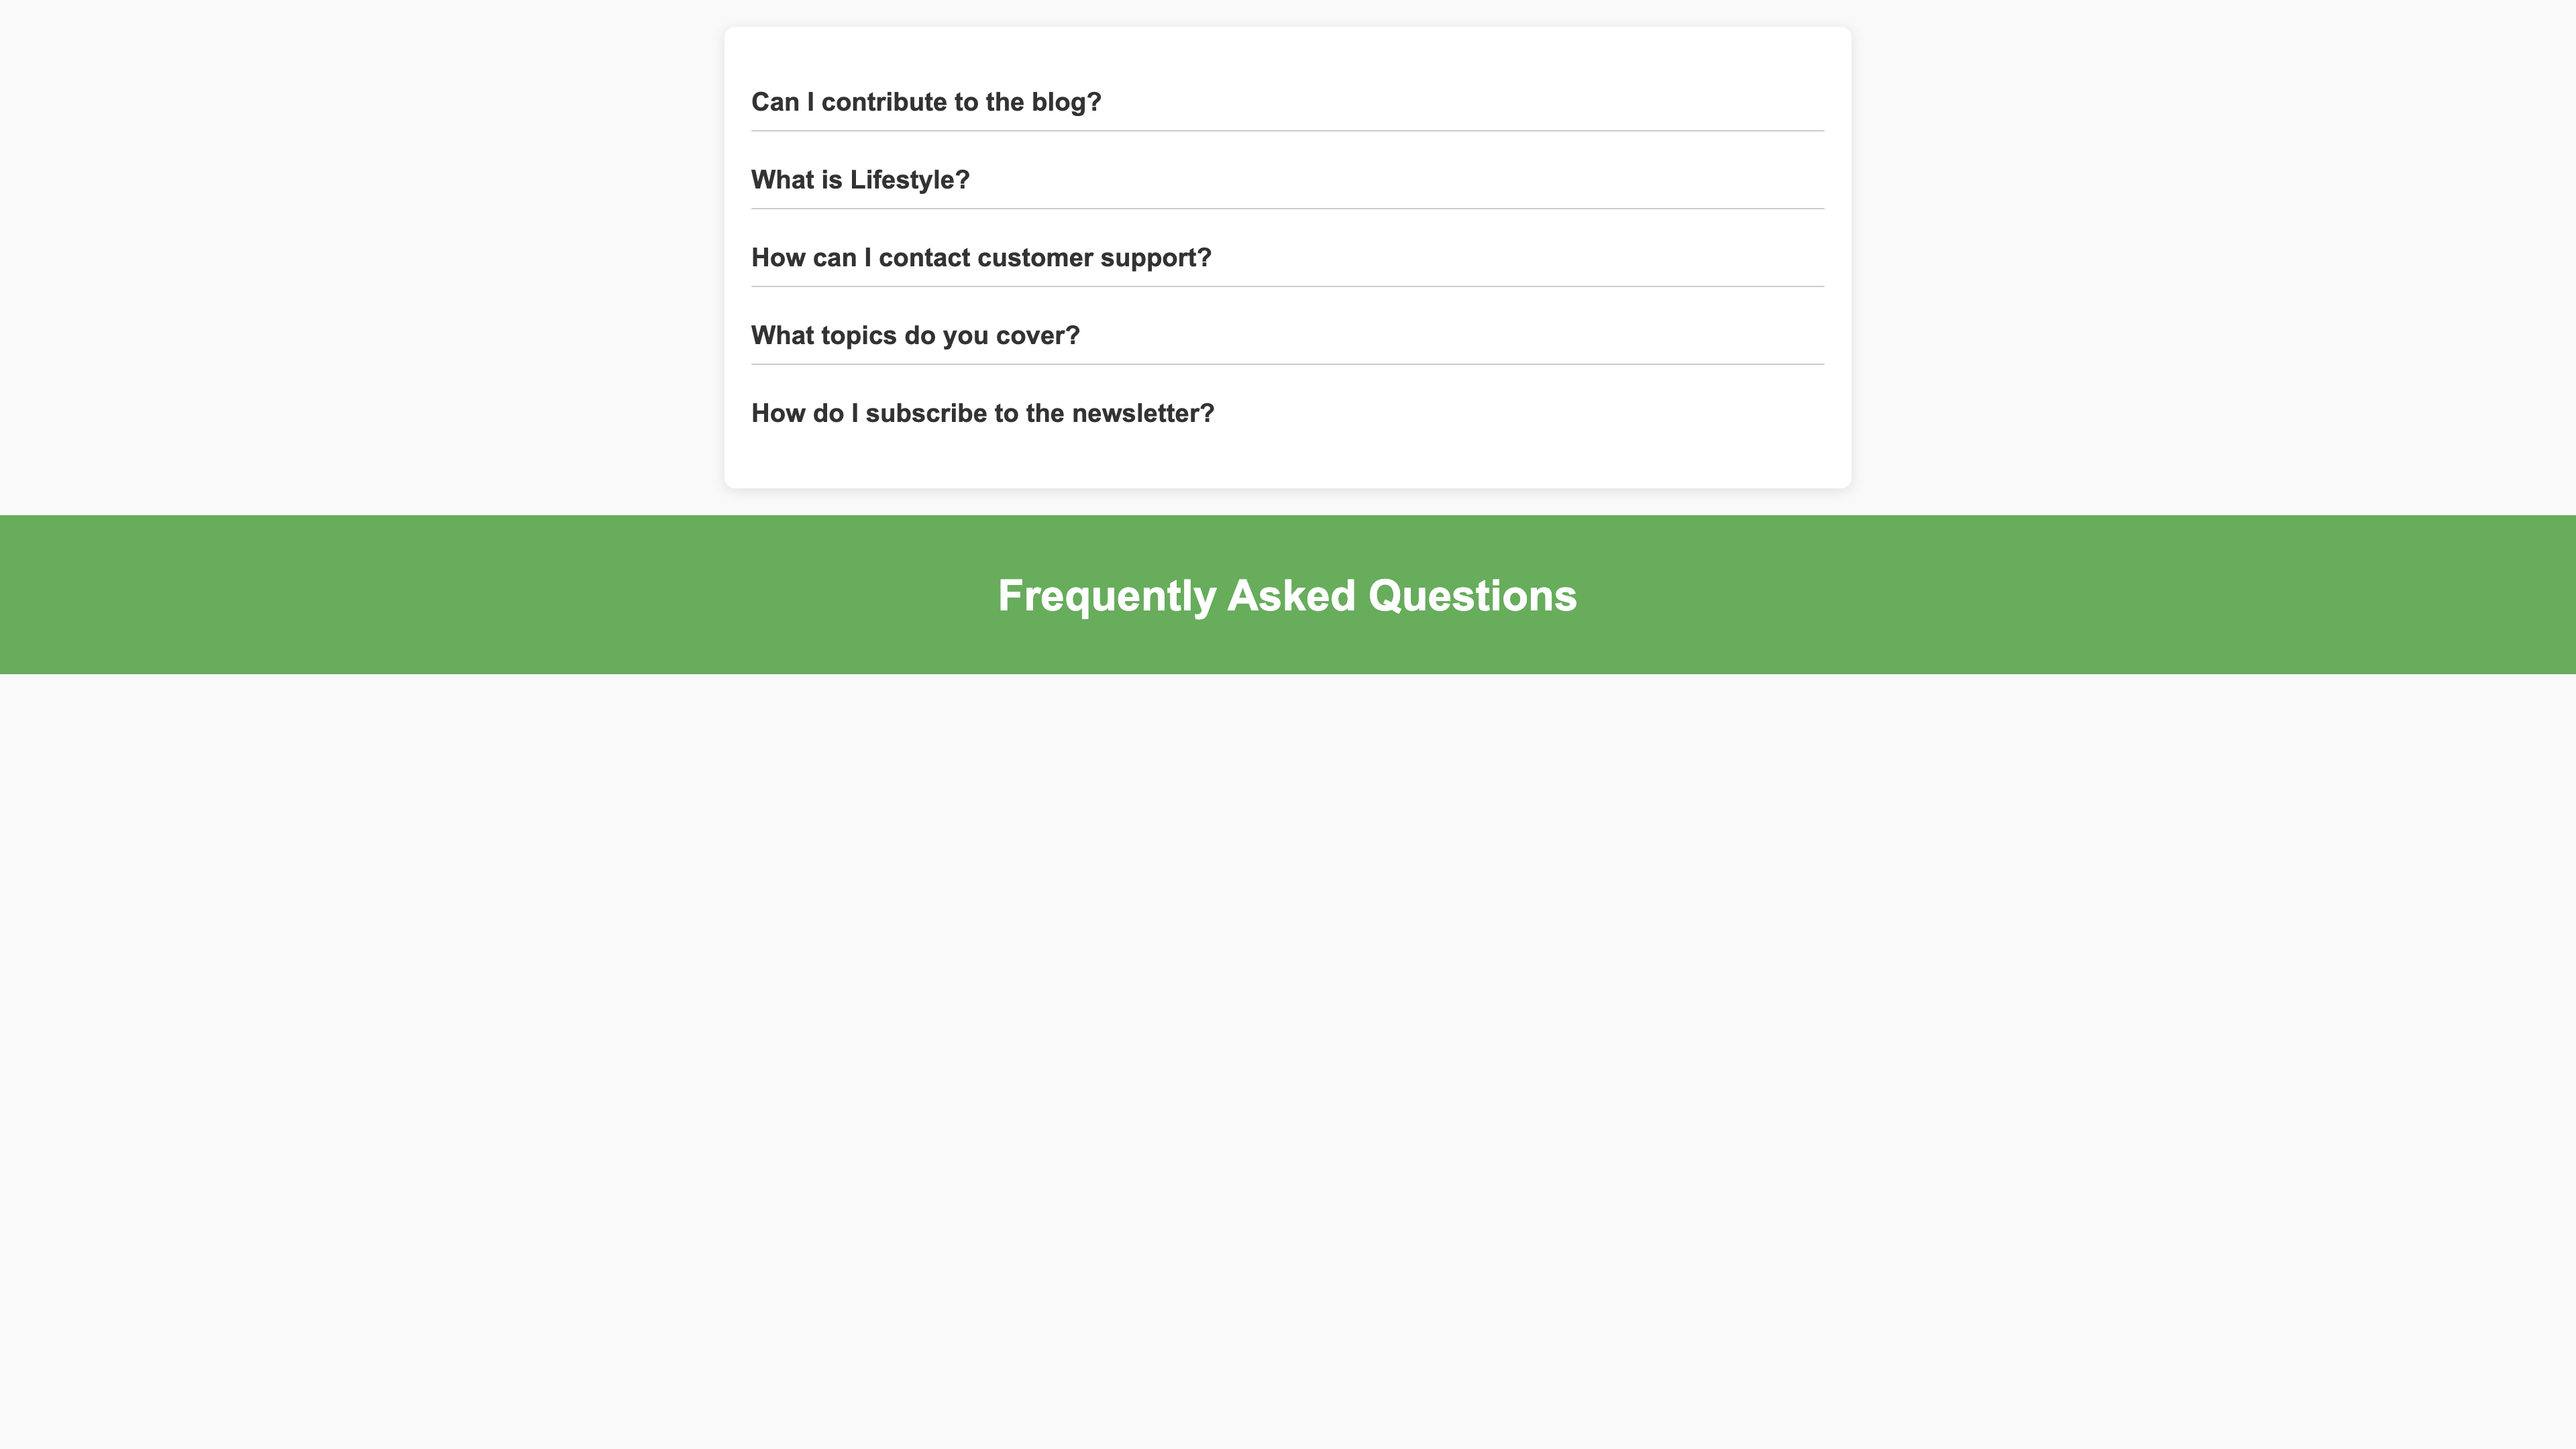 Can I contribute to the blog?
What is Lifestyle?
How can I contact customer support?
What topics do you cover?
How do I subscribe to the newsletter?
Frequently Asked Questions